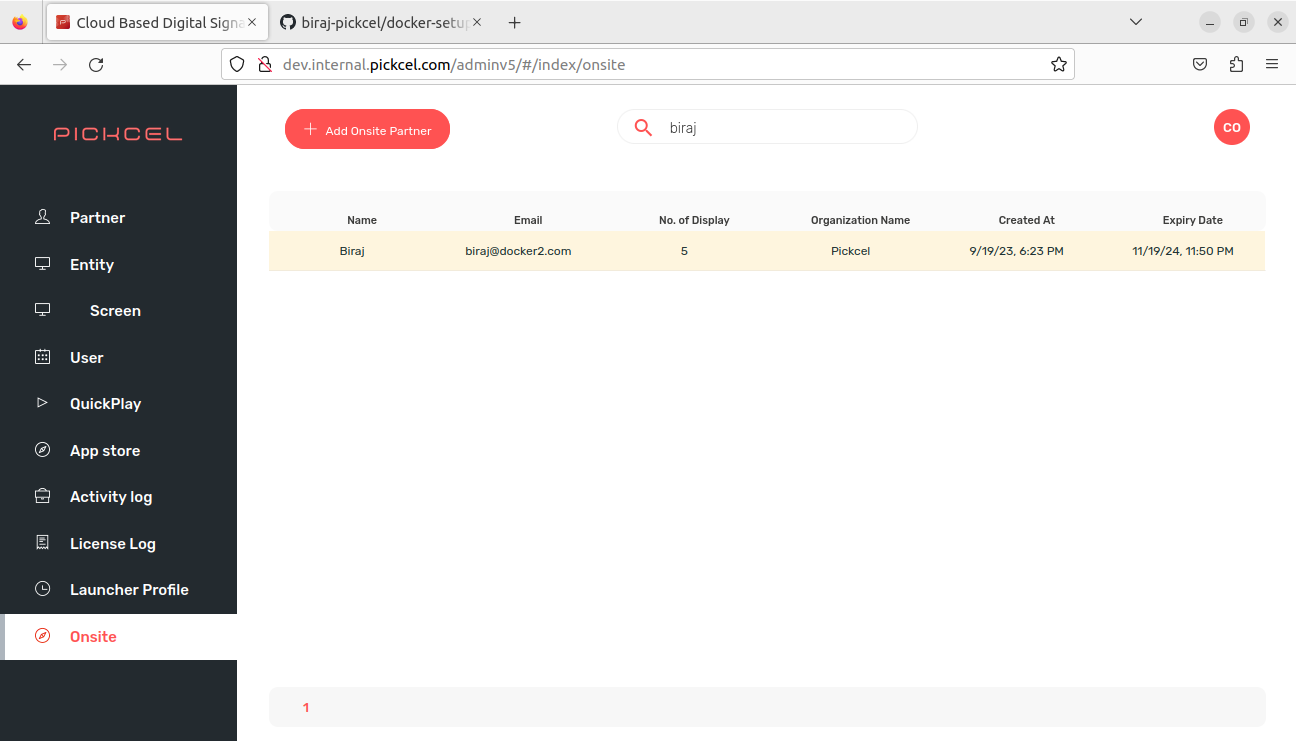 Cloud Based Digital Signa
biraj-pickcel/docker-setup
dev.internal.pickcel.com/adminv5/#/index/onsite
PICKCEL
Add Onsite Partner
biraj
CO
Partner
Entity
Screen
User
QuickPlay
App store
Activity log
License Log
Launcher Profile
Onsite
Name Email No. of Display Organization Name Created At Expiry Date
Biraj biraj@docker2.com 5 Pickcel 9/19/23, 6:23 PM 11/19/24, 11:50 PM
1